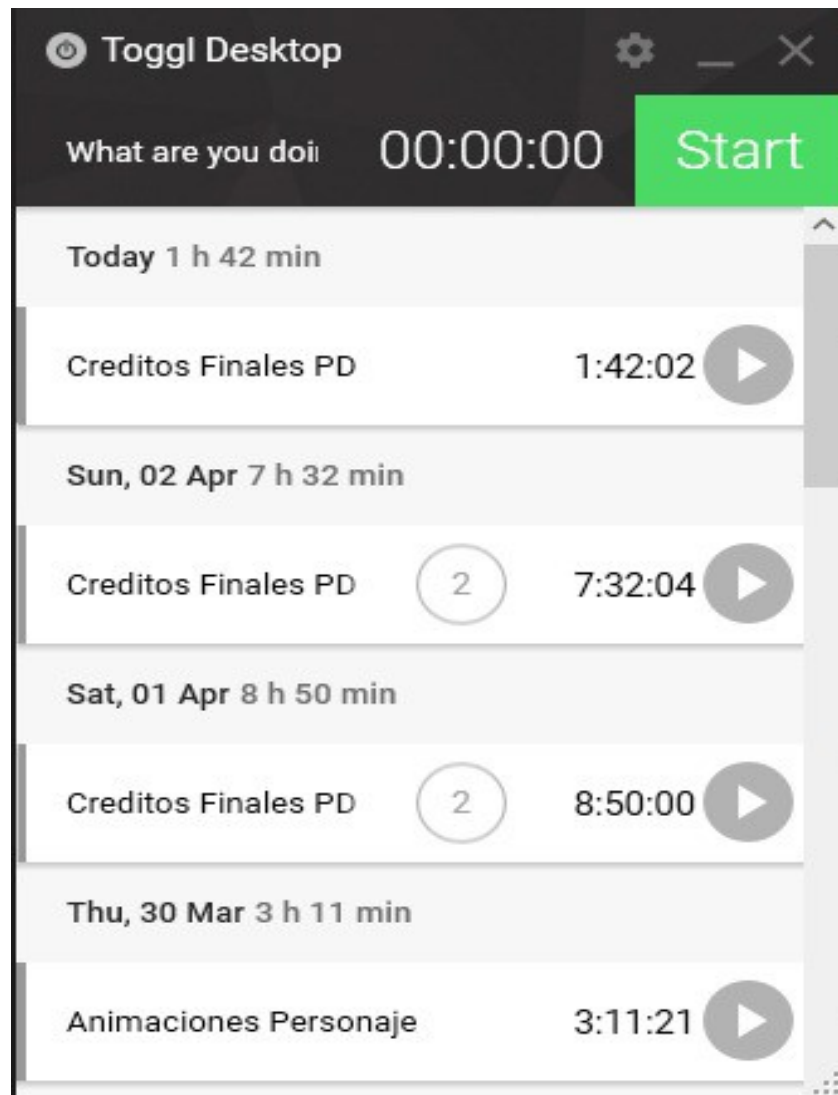 Toggl Desktop
What are you doi 00:00:00 Start
Today 1 h 42 min
Creditos Finales PD 1:42:02
Sun, 02 Apr 7 h 32 min
Creditos Finales PD 2 7:32:04
Sat, 01 Apr 8 h 50 min
Creditos Finales PD 2 8:50:00
Thu, 30 Mar 3 h 11 min
Animaciones Personaje 3:11:21